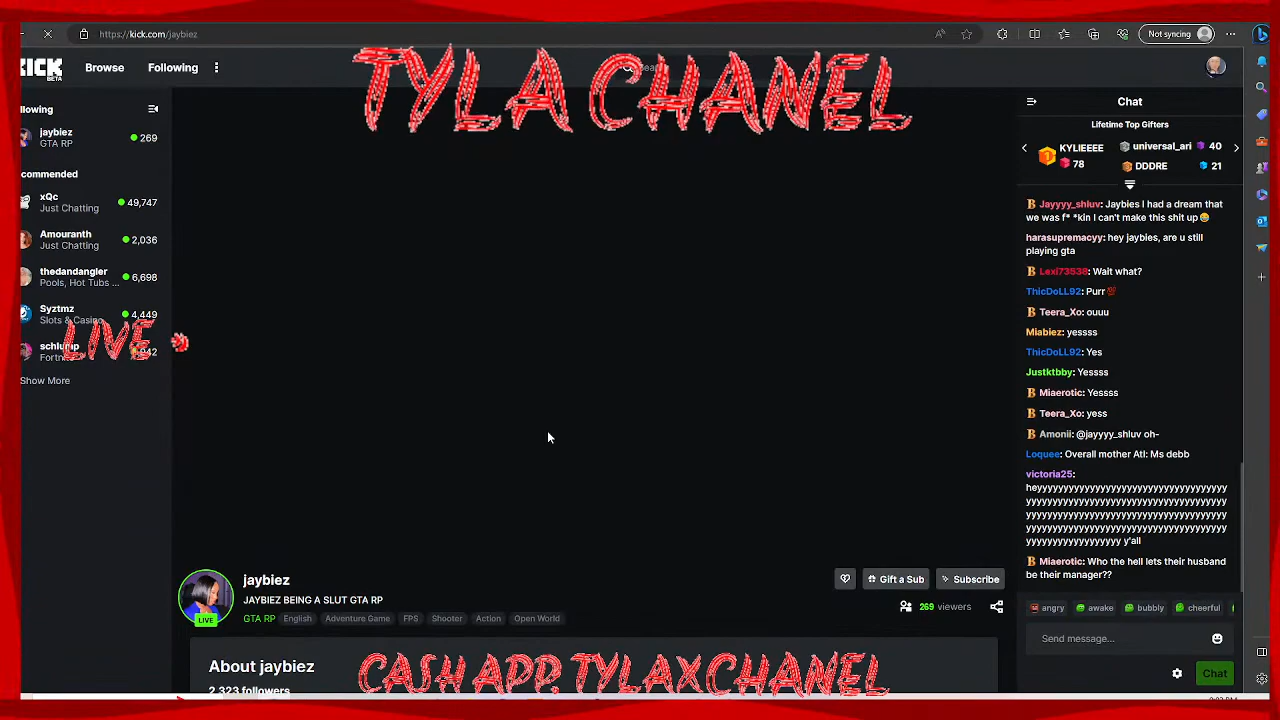 https://kick.com/jaybiez
Not syncing
TYLA CHANEL
KICK
BETA
Browse
Following
jaybiez
GTA RP
269
xQc
Just Chatting
49,747
Amouranth
Just Chatting
2,036
thedandangler
Pools, Hot Tubs ...
6,698
Syztmz
Slots & Casino
4,449
LIVE
Show More
Chat
Lifetime Top Gifters
KYLIEEEE
78
universal_ari
40
DDDRE
21
Jayyyy_shluv: Jaybies I had a dream that
we was f* *kin I can't make this shit up😂
harasupremacyy: hey jaybies, are u still
playing gta
Lexi73538: Wait what?
ThicDoLL92: Purr💯
Teera_Xo: ouuu
Miabiez: yessss
ThicDoLL92: Yes
Justktbby: Yessss
Miaerotic: Yessss
Teera_Xo: yess
Amonii: @jayyyy_shluv oh-
Loquee: Overall mother Atl: Ms debb
victoria25:
y'all
Miaerotic: Who the hell lets their husband
be their manager??
angry
awake
bubbly
cheerful
Send message...
Chat
jaybiez
JAYBIEZ BEING A SLUT GTA RP
LIVE
GTA RP
English
Adventure Game
FPS
Shooter
Action
Open World
Gift a Sub
Subscribe
269 viewers
About jaybiez
2,323 followers
CASH APP. TYLAXCHANEL